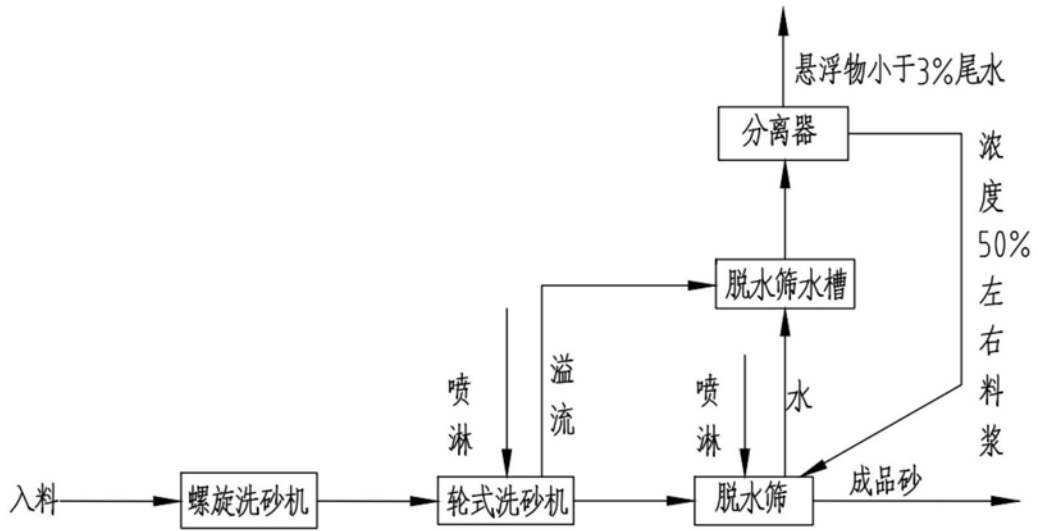 悬浮物小于3%尾水
分离器
浓度50%左右料浆
脱水筛水槽
喷淋
溢流
喷淋
水
入料
螺旋洗砂机
轮式洗砂机
脱水筛
成品砂